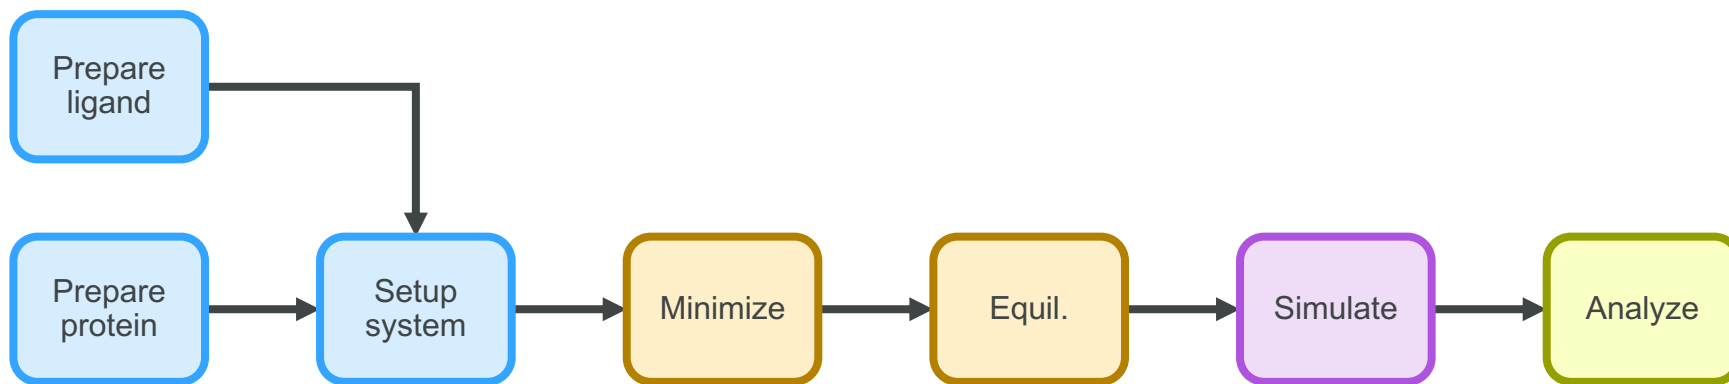 Prepare
ligand
Prepare
protein
Setup
system
Minimize
Equil.
Simulate
Analyze